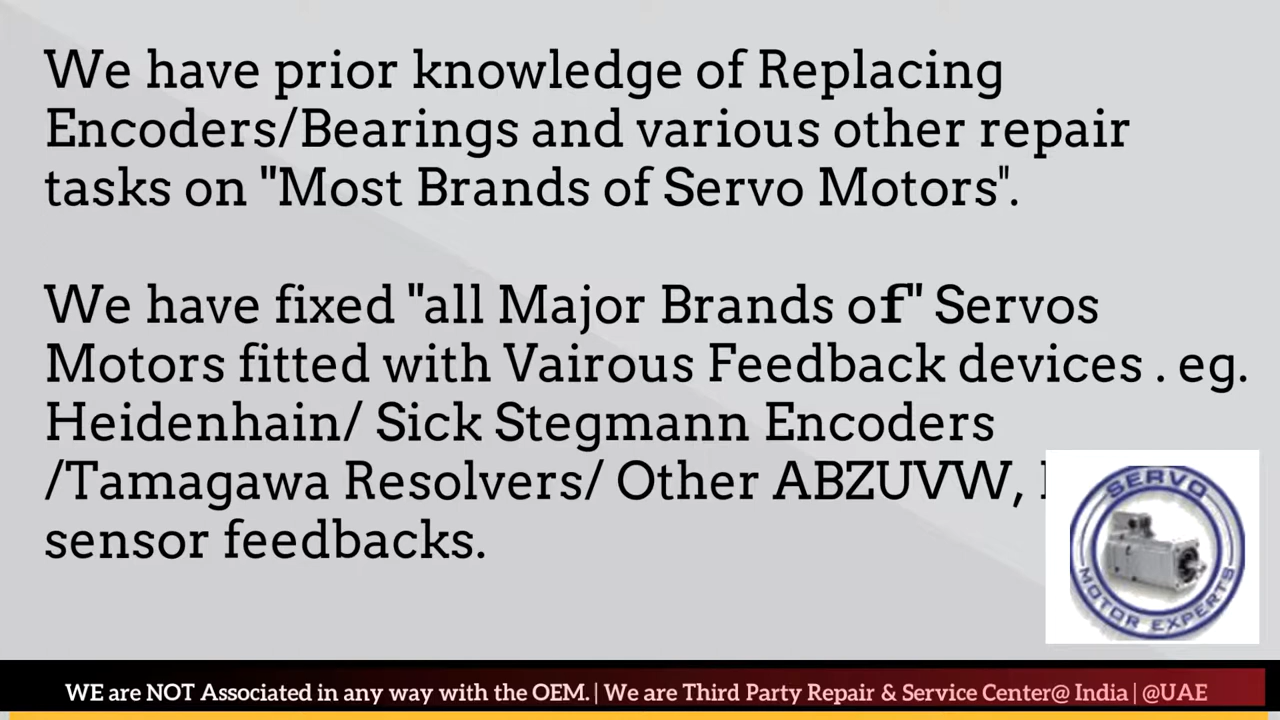 We have prior knowledge of Replacing
Encoders/Bearings and various other repair
tasks on "Most Brands of Servo Motors".
We have fixed "all Major Brands of" Servos
Motors fitted with Vairous Feedback devices . eg.
Heidenhain/ Sick Stegmann Encoders
/Tamagawa Resolvers/ Other ABZUVW,
sensor feedbacks.
SERVO
MOTOR EXPERTS
WE are NOT Associated in any way with the OEM. | We are Third Party Repair & Service Center@ India | @UAE